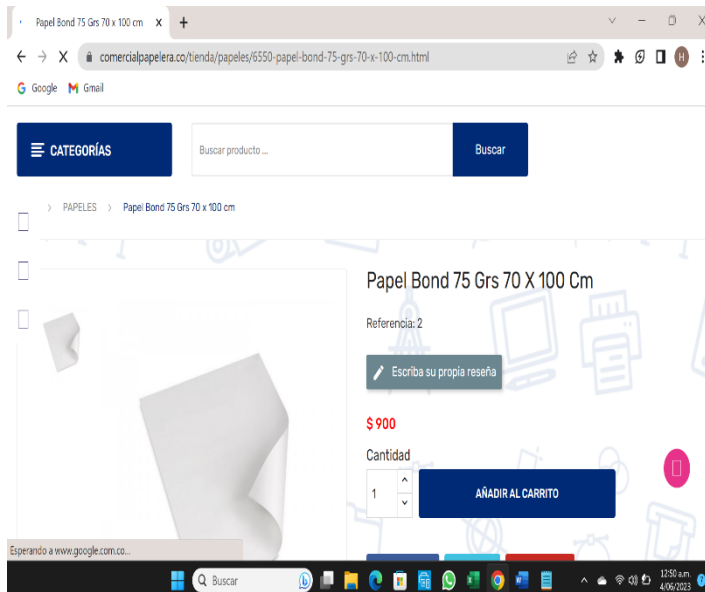 Papel Bond 75 Grs 70 x 100 cm
comercialpapelera.co/tienda/papeles/6550-papel-bond-75-grs-70-x-100-cm.html
H
Google Gmail
CATEGORÍAS
Buscar producto ...
Buscar
> PAPELES > Papel Bond 75 Grs 70 x 100 cm
Papel Bond 75 Grs 70 X 100 Cm
Referencia: 2
Escriba su propia reseña
$ 900
Cantidad
1
AÑADIR AL CARRITO
Esperando a www.google.com.co...
Buscar
12:50 a.m.
4/06/2023